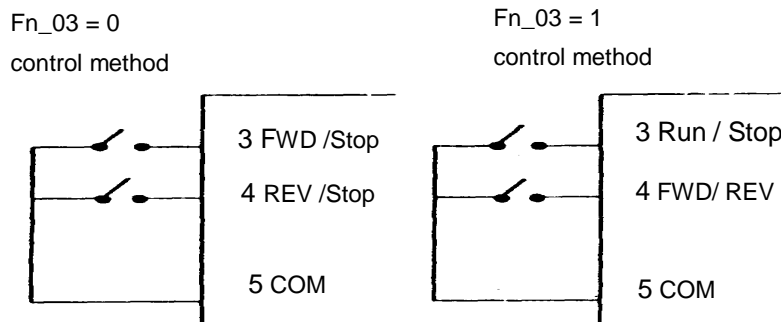 Fn_03 = 0
control method
3 FWD /Stop
4 REV /Stop
5 COM
Fn_03 = 1
control method
3 Run / Stop
4 FWD/ REV
5 COM